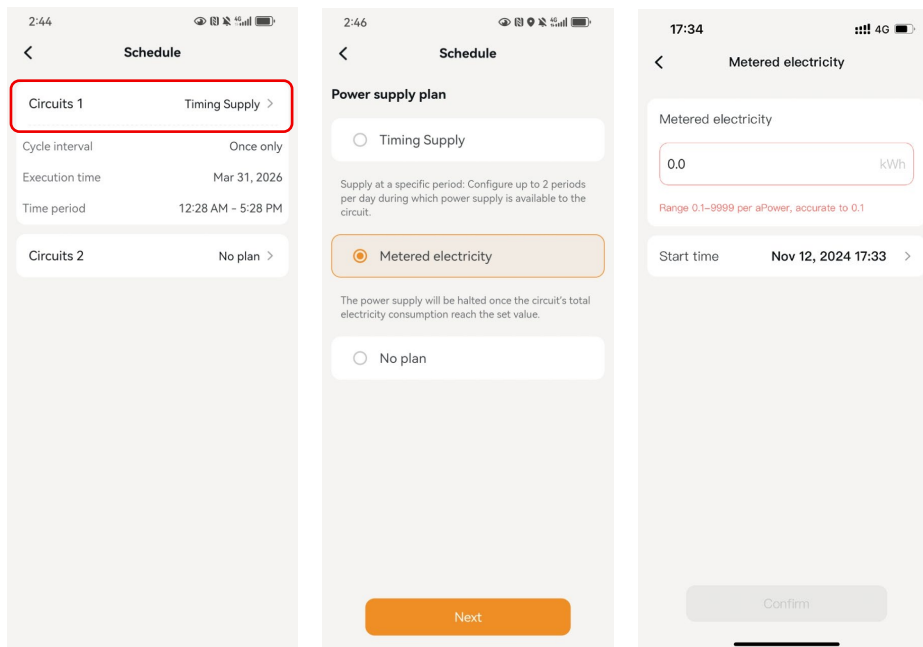 2:44
Schedule
Circuits 1 Timing Supply
Cycle interval Once only
Execution time Mar 31, 2026
Time period 12:28 AM – 5:28 PM
Circuits 2 No plan
2:46
Schedule
Power supply plan
Timing Supply
Supply at a specific period: Configure up to 2 periods
per day during which power supply is available to the
circuit.
Metered electricity
The power supply will be halted once the circuit's total
electricity consumption reach the set value.
No plan
Next
17:34 4G
Metered electricity
Metered electricity
0.0 kWh
Range 0.1–9999 per aPower, accurate to 0.1
Start time Nov 12, 2024 17:33
Confirm